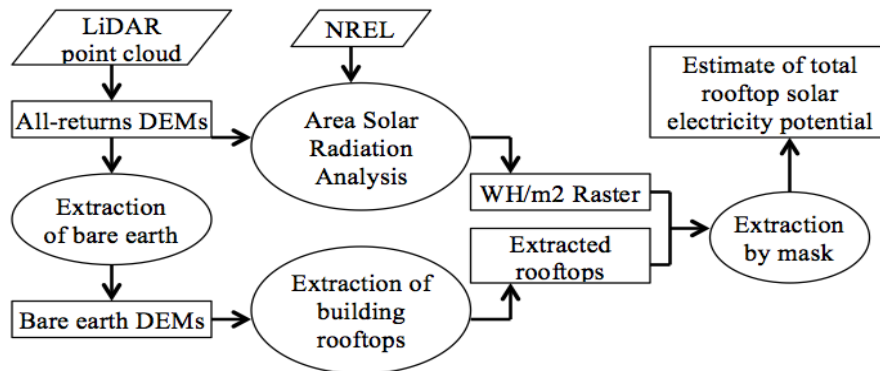 LiDAR
point cloud
NREL
All-returns DEMs
Area Solar
Radiation
Analysis
Estimate of total
rooftop solar
electricity potential
Extraction
of bare earth
WH/m2 Raster
Extracted
rooftops
Extraction
by mask
Bare earth DEMs
Extraction of
building
rooftops